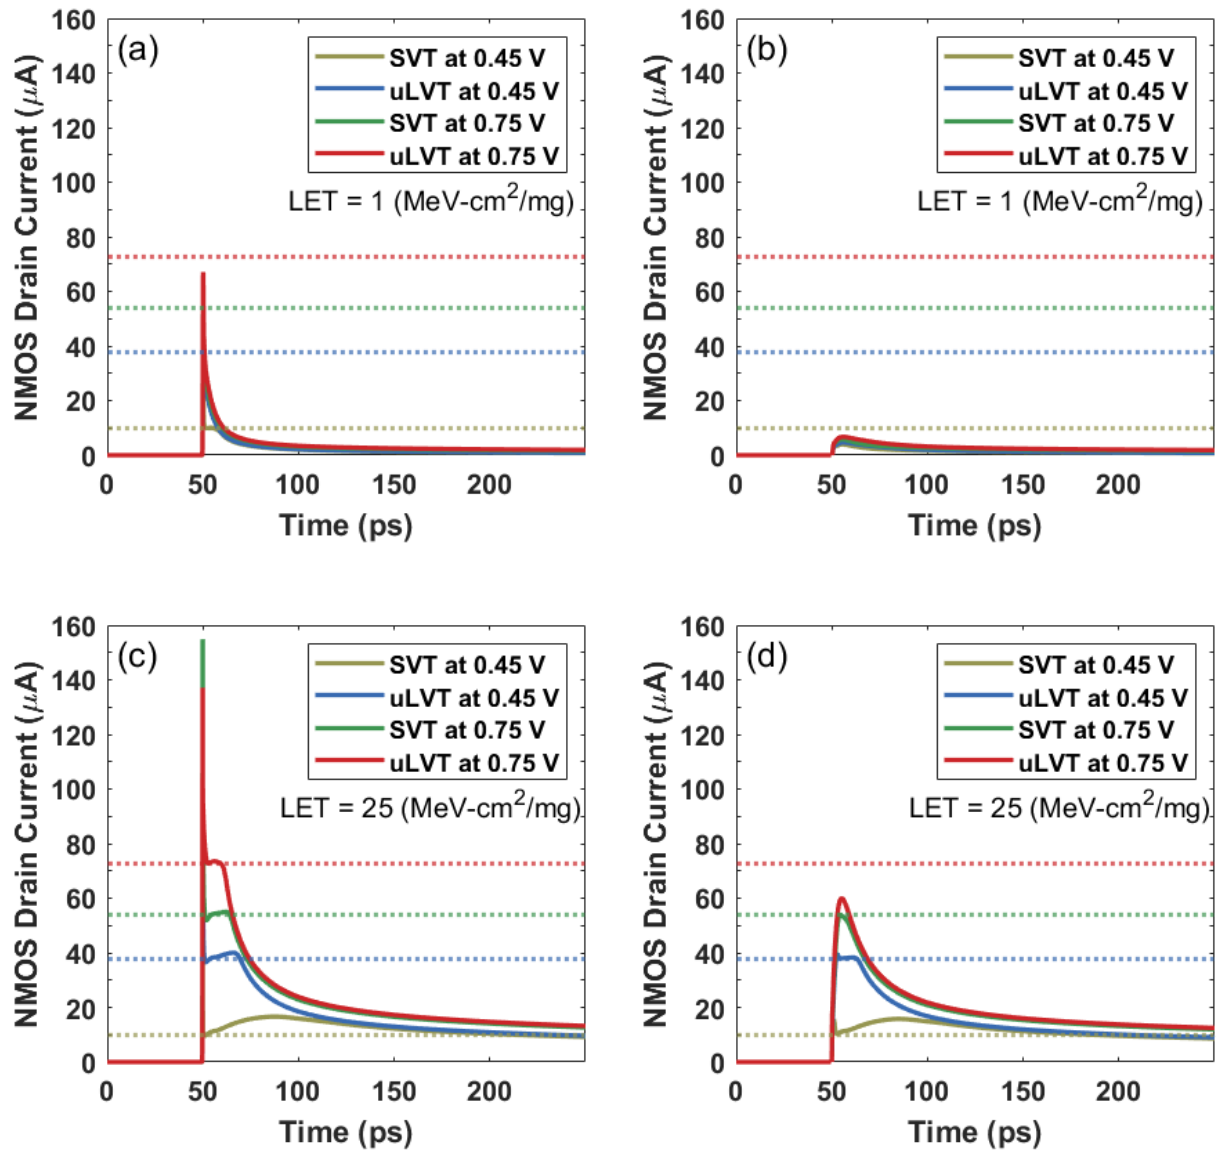 (a)
SVT at 0.45 V
uLVT at 0.45 V
SVT at 0.75 V
uLVT at 0.75 V
LET = 1 (MeV-cm²/mg)
NMOS Drain Current (μA)
160
140
120
100
80
60
40
20
0
0 50 100 150 200
Time (ps)
(b)
SVT at 0.45 V
uLVT at 0.45 V
SVT at 0.75 V
uLVT at 0.75 V
LET = 1 (MeV-cm²/mg)
NMOS Drain Current (μA)
160
140
120
100
80
60
40
20
0
0 50 100 150 200
Time (ps)
(c)
SVT at 0.45 V
uLVT at 0.45 V
SVT at 0.75 V
uLVT at 0.75 V
LET = 25 (MeV-cm²/mg)
NMOS Drain Current (μA)
160
140
120
100
80
60
40
20
0
0 50 100 150 200
Time (ps)
(d)
SVT at 0.45 V
uLVT at 0.45 V
SVT at 0.75 V
uLVT at 0.75 V
LET = 25 (MeV-cm²/mg)
NMOS Drain Current (μA)
160
140
120
100
80
60
40
20
0
0 50 100 150 200
Time (ps)